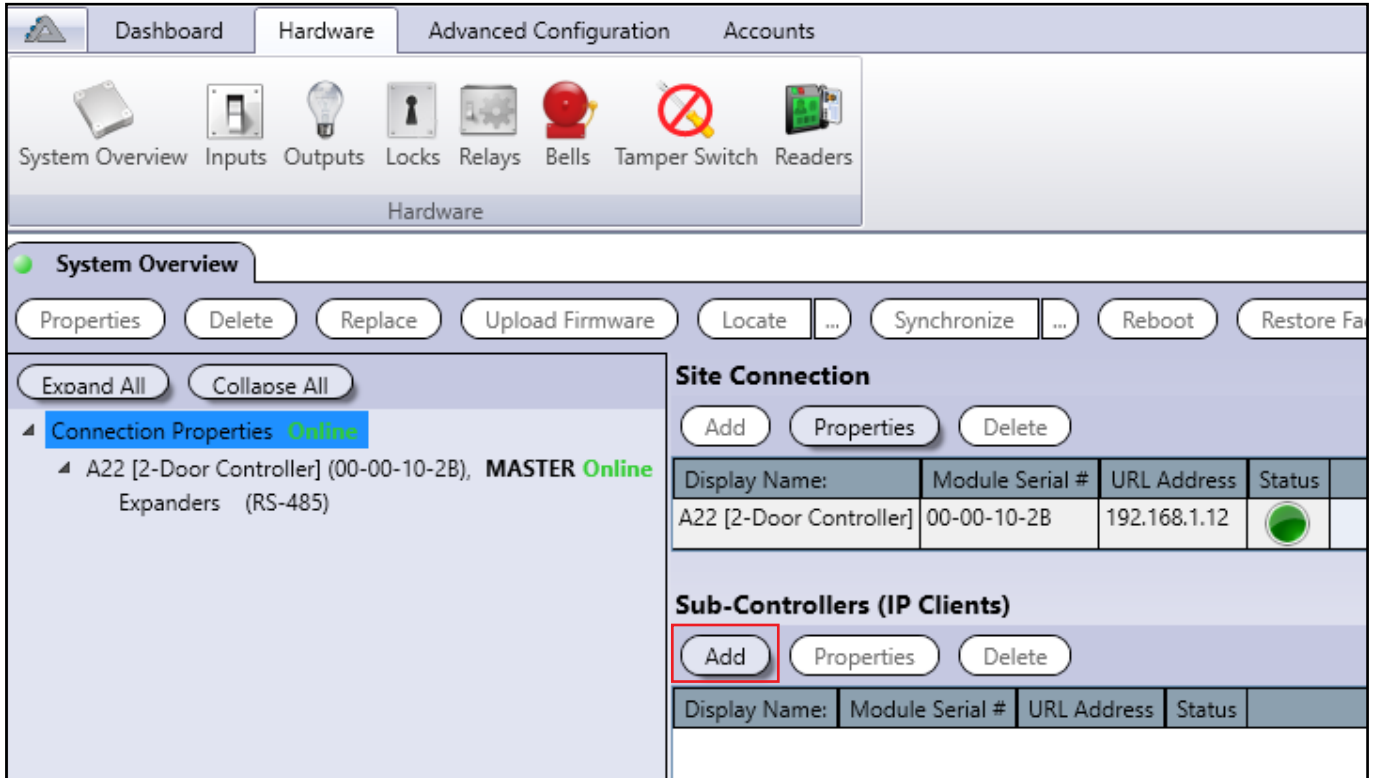 Dashboard Hardware Advanced Configuration Accounts
System Overview Inputs Outputs Locks Relays Bells Tamper Switch Readers
Hardware
System Overview
Properties Delete Replace Upload Firmware Locate ... Synchronize ... Reboot Restore Fa
Expand All Collapse All
Connection Properties Online
A22 [2-Door Controller] (00-00-10-2B), MASTER Online
Expanders (RS-485)
Site Connection
Add Properties Delete
Display Name: Module Serial # URL Address Status
A22 [2-Door Controller] 00-00-10-2B 192.168.1.12
Sub-Controllers (IP Clients)
Add Properties Delete
Display Name: Module Serial # URL Address Status